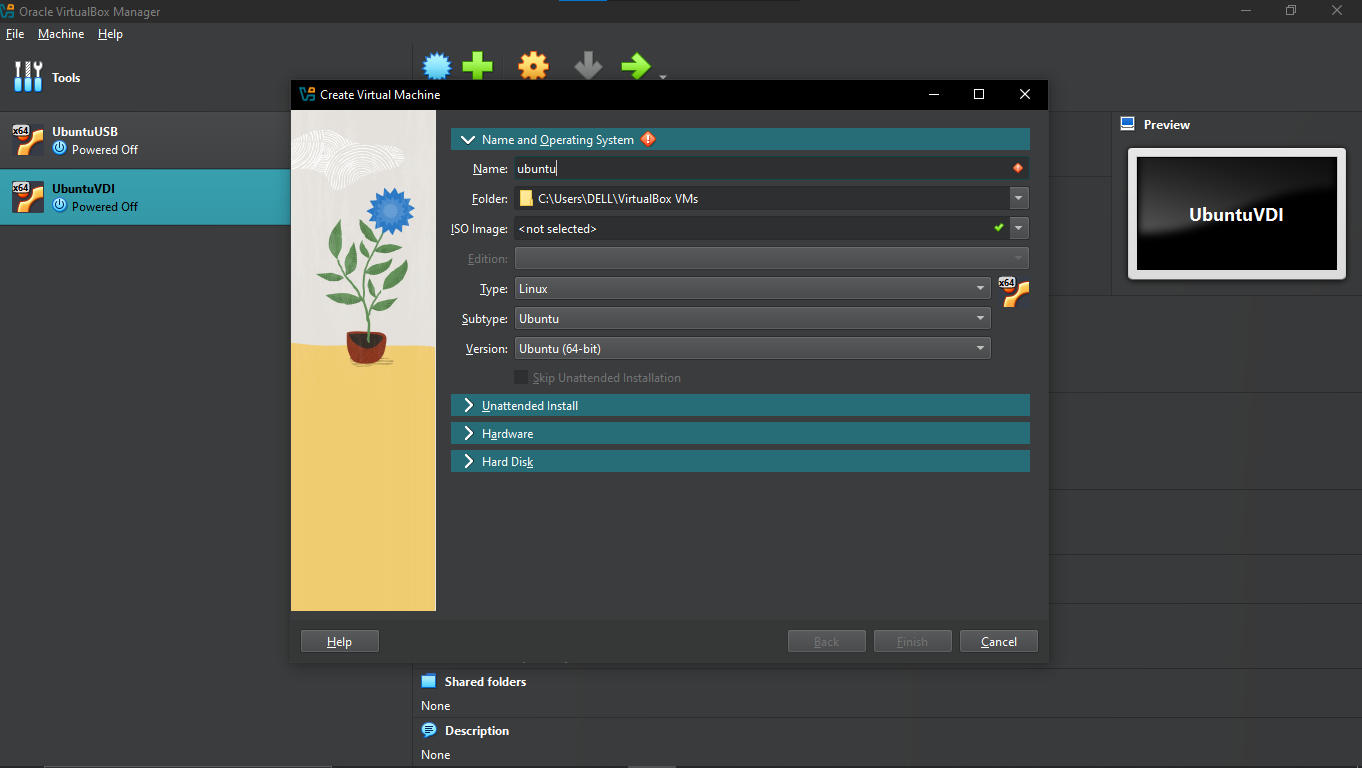 Oracle VirtualBox Manager
File Machine Help
Tools
x64
UbuntuUSB
Powered Off
x64
UbuntuVDI
Powered Off
Create Virtual Machine
Name and Operating System
Name: ubuntu
Folder: C:\Users\DELL\VirtualBox VMs
ISO Image: <not selected>
Edition:
Type: Linux
x64
Subtype: Ubuntu
Version: Ubuntu (64-bit)
Skip Unattended Installation
Unattended Install
Hardware
Hard Disk
Help Back Finish Cancel
Preview
UbuntuVDI
Shared folders
None
Description
None